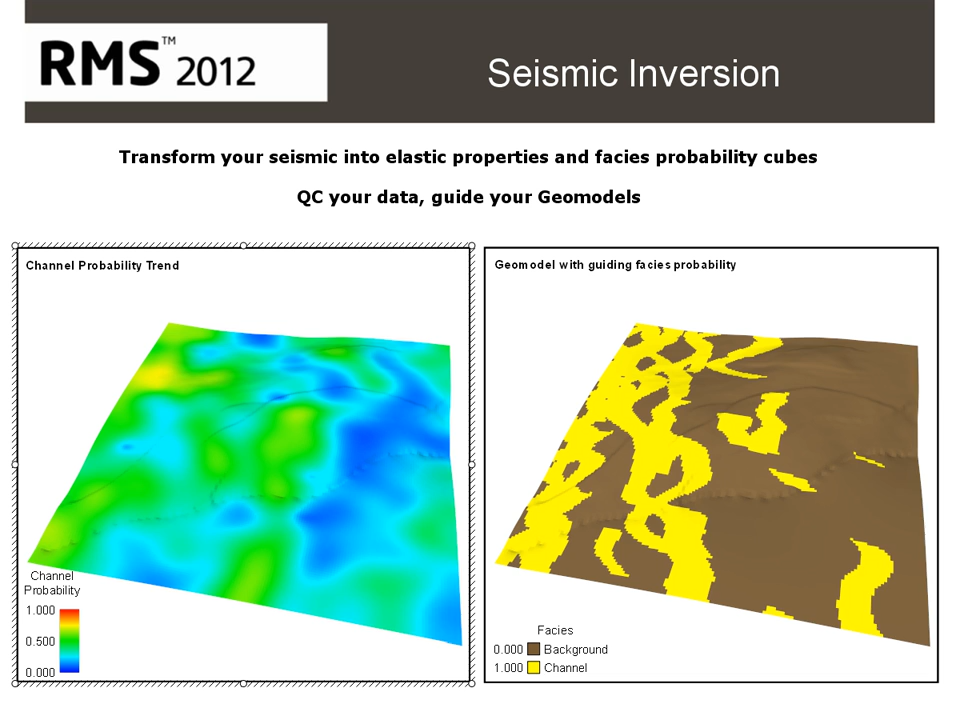 RMS™ 2012
Seismic Inversion
Transform your seismic into elastic properties and facies probability cubes
QC your data, guide your Geomodels
Channel Probability Trend
Channel
Probability
1.000
0.500
0.000
Geomodel with guiding facies probability
Facies
0.000 Background
1.000 Channel